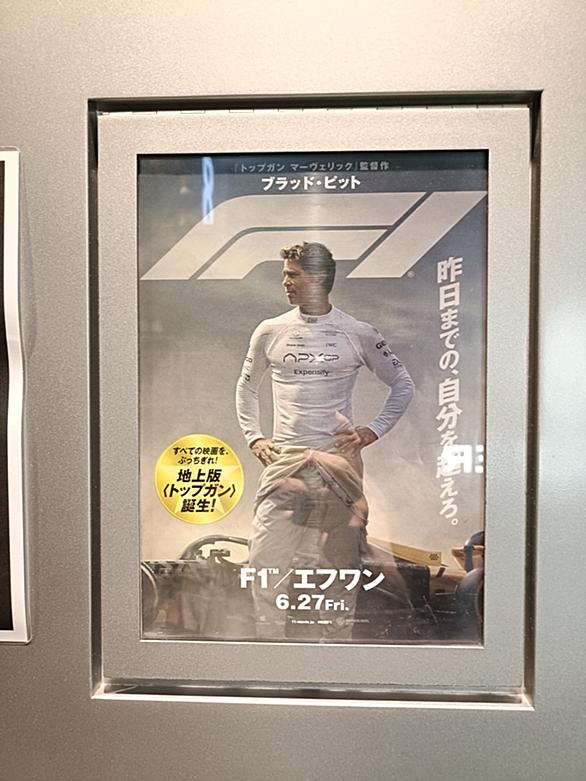 「トップガン マーヴェリック」監督作
ブラッド・ピット
F1
®
昨日までの、自分を超えろ。
APXGP
Expensify
IWC
すべての映画を、
ぶっちぎれ!
地上版
〈トップガン〉
誕生!
F1™/エフワン
6.27Fri.